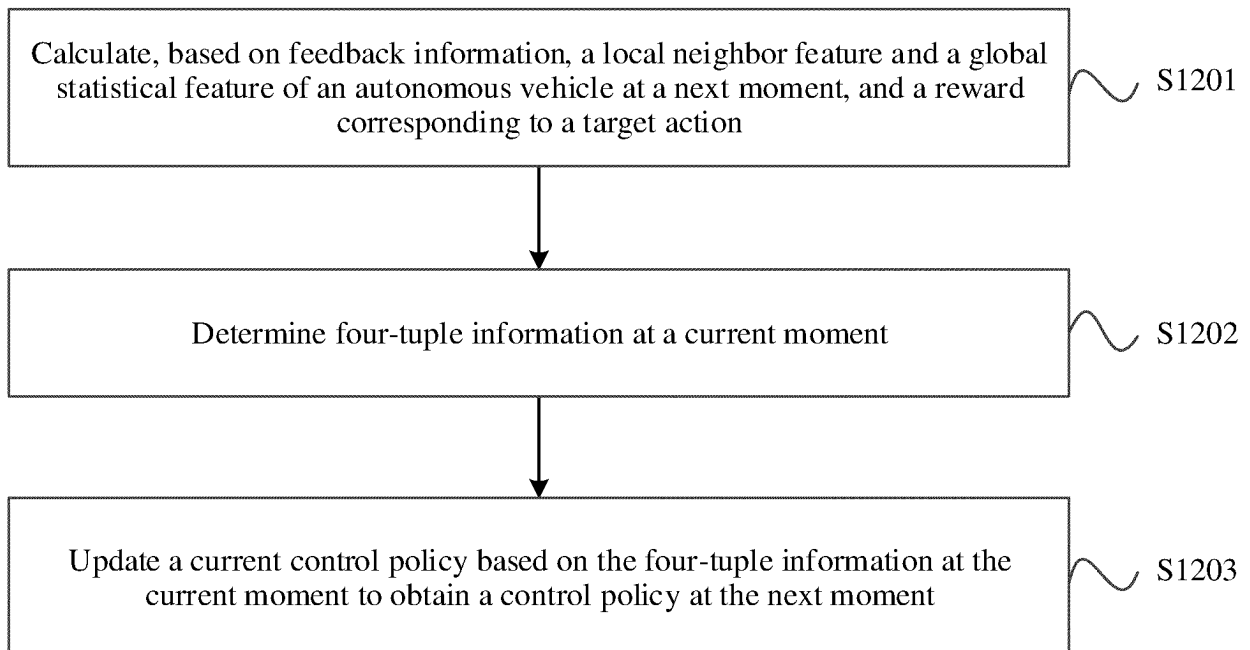 Calculate, based on feedback information, a local neighbor feature and a global
statistical feature of an autonomous vehicle at a next moment, and a reward
corresponding to a target action
S1201
Determine four-tuple information at a current moment
S1202
Update a current control policy based on the four-tuple information at the
current moment to obtain a control policy at the next moment
S1203